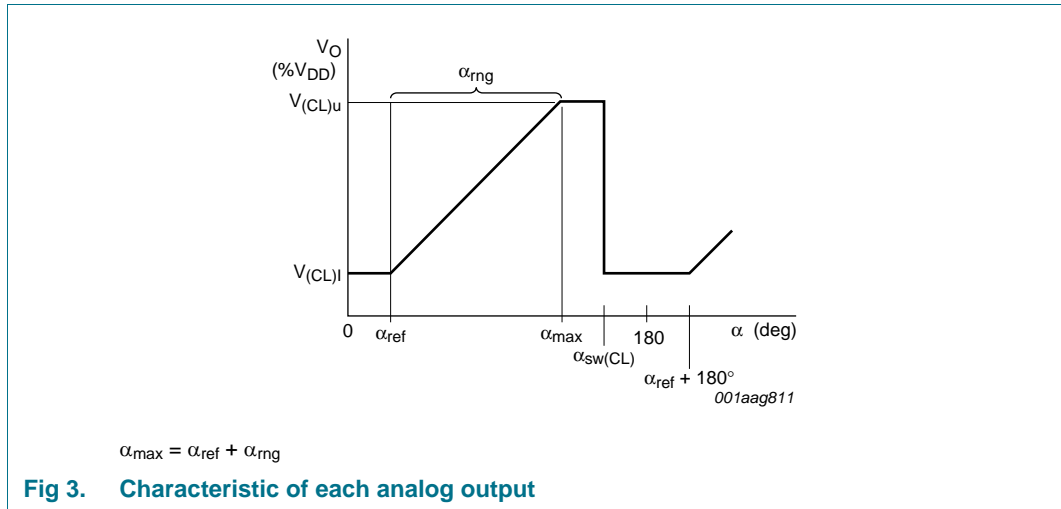 VO
(%VDD)
αrng
V(CL)u
V(CL)l
0
αref
αmax
180
α (deg)
αsw(CL)
αref + 180°
001aag811
αmax = αref + αrng
Fig 3. Characteristic of each analog output